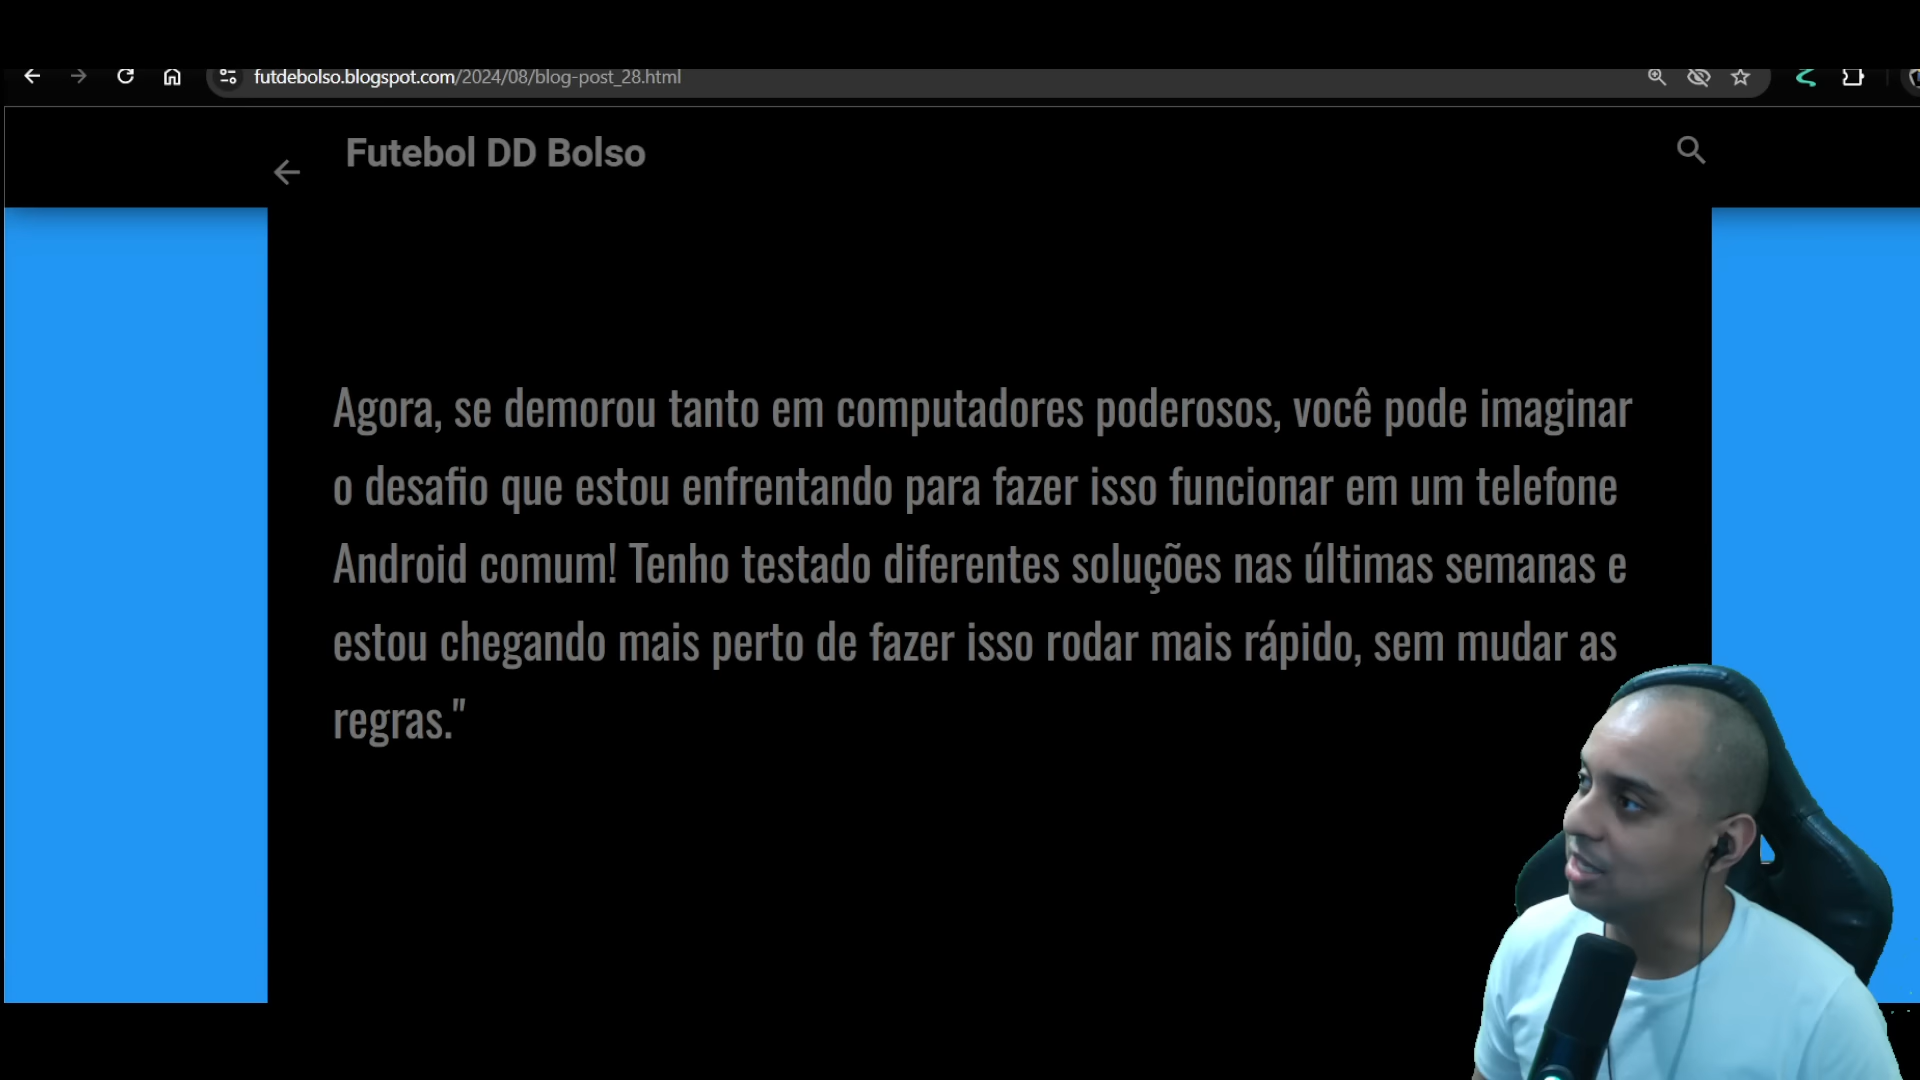 futdebolso.blogspot.com/2024/08/blog-post_28.html
Futebol DD Bolso
Agora, se demorou tanto em computadores poderosos, você pode imaginar
o desafio que estou enfrentando para fazer isso funcionar em um telefone
Android comum! Tenho testado diferentes soluções nas últimas semanas e
estou chegando mais perto de fazer isso rodar mais rápido, sem mudar as
regras."